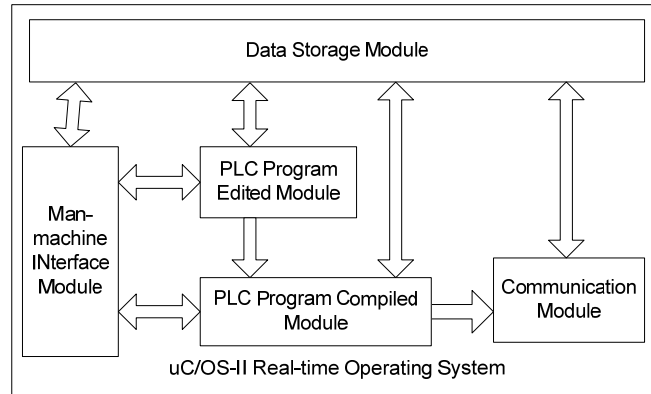 Data Storage Module
PLC Program
Edited Module
Man-
machine
INterface
Module
PLC Program Compiled
Module
Communication
Module
uC/OS-II Real-time Operating System